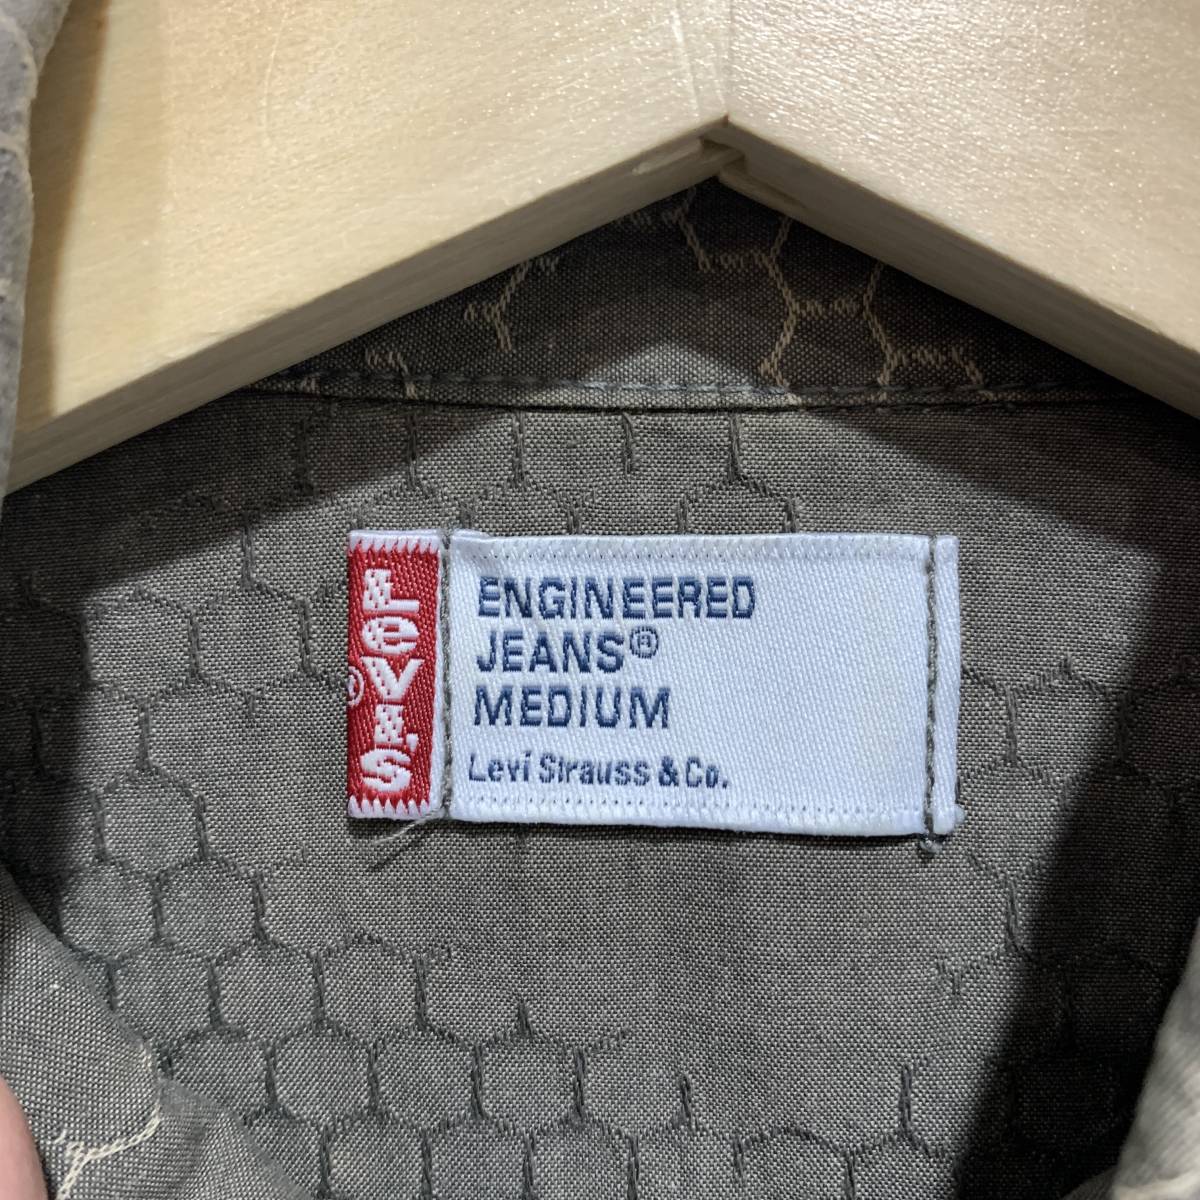 LEVI'S®
ENGINEERED
JEANS®
MEDIUM
Levi Strauss & Co.